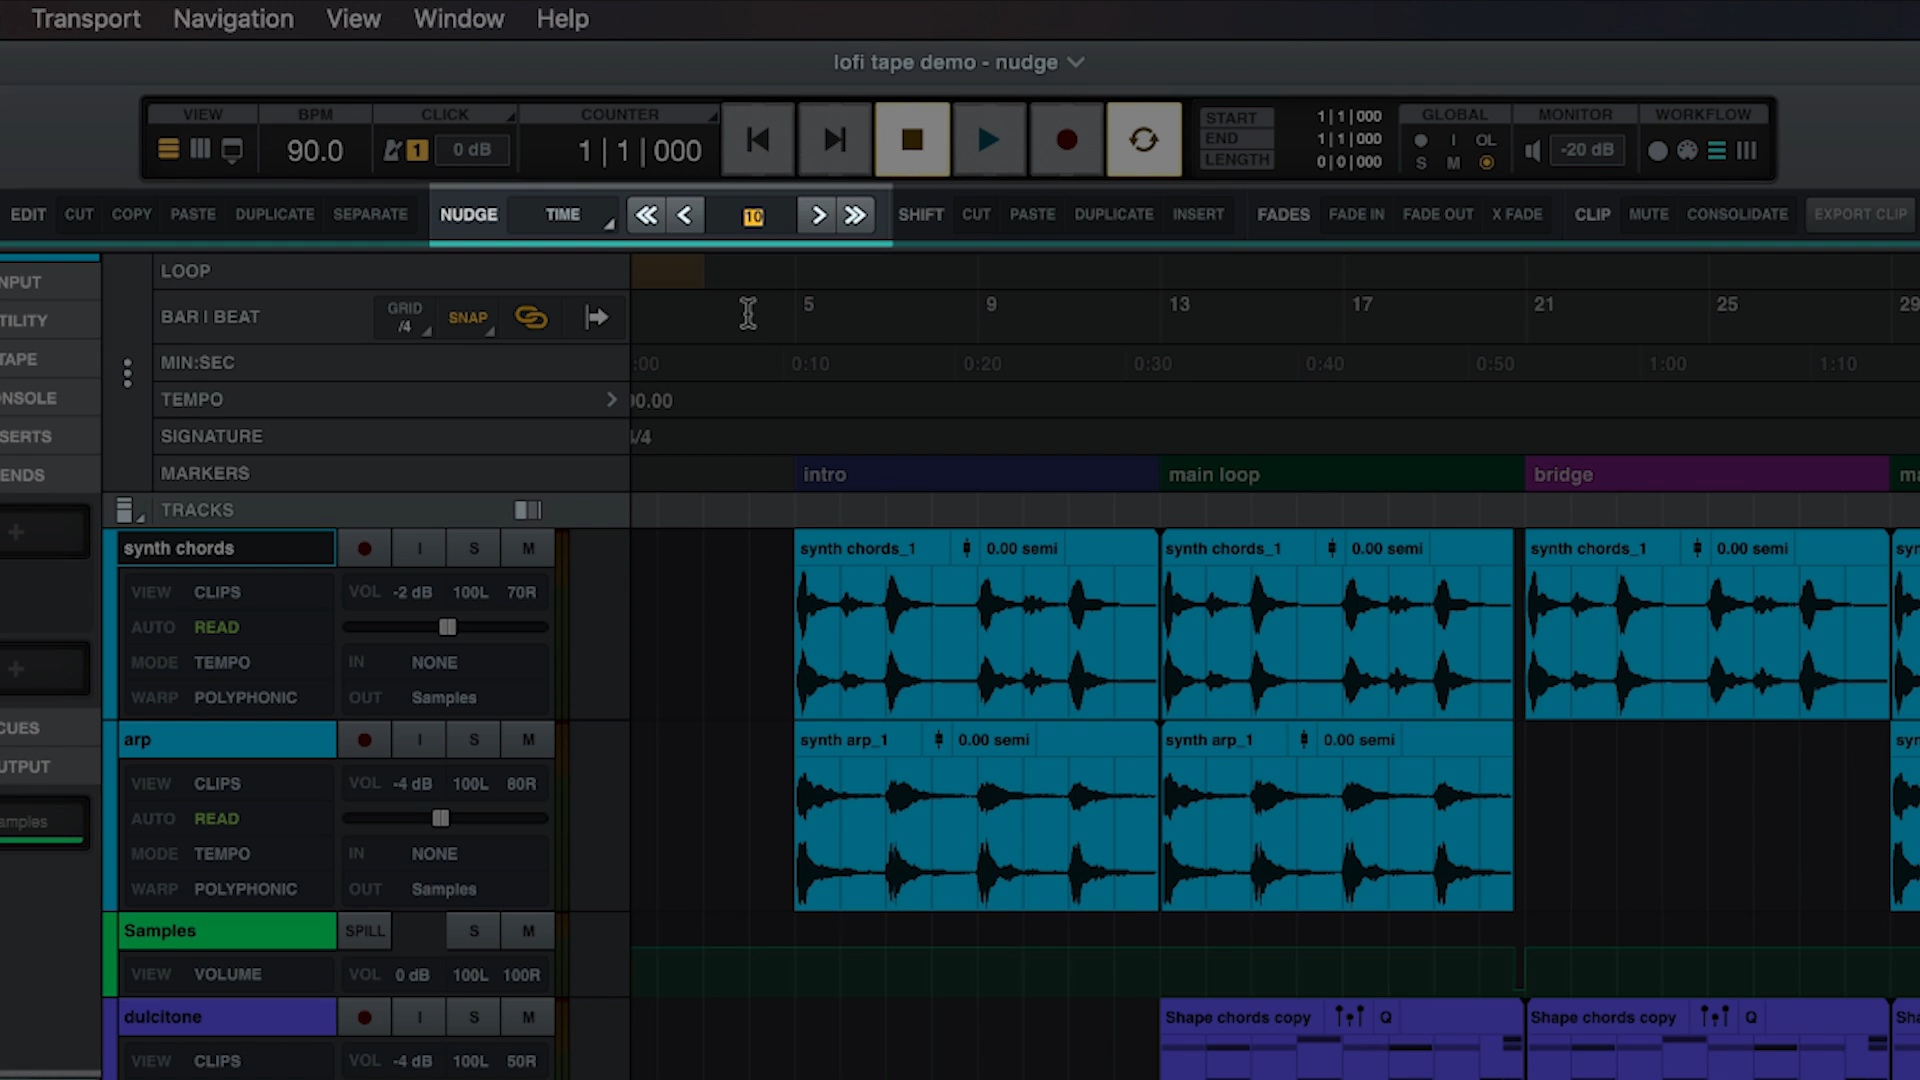 Transport Navigation View Window Help
lofi tape demo - nudge
VIEW BPM CLICK COUNTER START 1|1|000 GLOBAL MONITOR WORKFLOW
90.0 1 0 dB 1|1|000 END 1|1|000 I OL -20 dB
LENGTH 0|0|000 S M
EDIT CUT COPY PASTE DUPLICATE SEPARATE NUDGE TIME 10 SHIFT CUT PASTE DUPLICATE INSERT FADES FADE IN FADE OUT X FADE CLIP MUTE CONSOLIDATE EXPORT CLIP
LOOP
NPUT
BAR | BEAT GRID /4 SNAP 5 9 13 17 21 25 29
TILITY
MIN:SEC :00 0:10 0:20 0:30 0:40 0:50 1:00 1:10
TAPE
TEMPO 00.00
ONSOLE
SIGNATURE /4
SERTS
MARKERS intro main loop bridge ma
ENDS
TRACKS
synth chords I S M synth chords_1 0.00 semi synth chords_1 0.00 semi synth chords_1 0.00 semi syn
VIEW CLIPS VOL -2 dB 100L 70R
AUTO READ
MODE TEMPO IN NONE
WARP POLYPHONIC OUT Samples
CUES
arp I S M synth arp_1 0.00 semi synth arp_1 0.00 semi syn
UTPUT
VIEW CLIPS VOL -4 dB 100L 80R
AUTO READ
amples
MODE TEMPO IN NONE
WARP POLYPHONIC OUT Samples
Samples SPILL S M
VIEW VOLUME VOL 0 dB 100L 100R
dulcitone I S M Shape chords copy Q Shape chords copy Q Sha
VIEW CLIPS VOL -4 dB 100L 50R